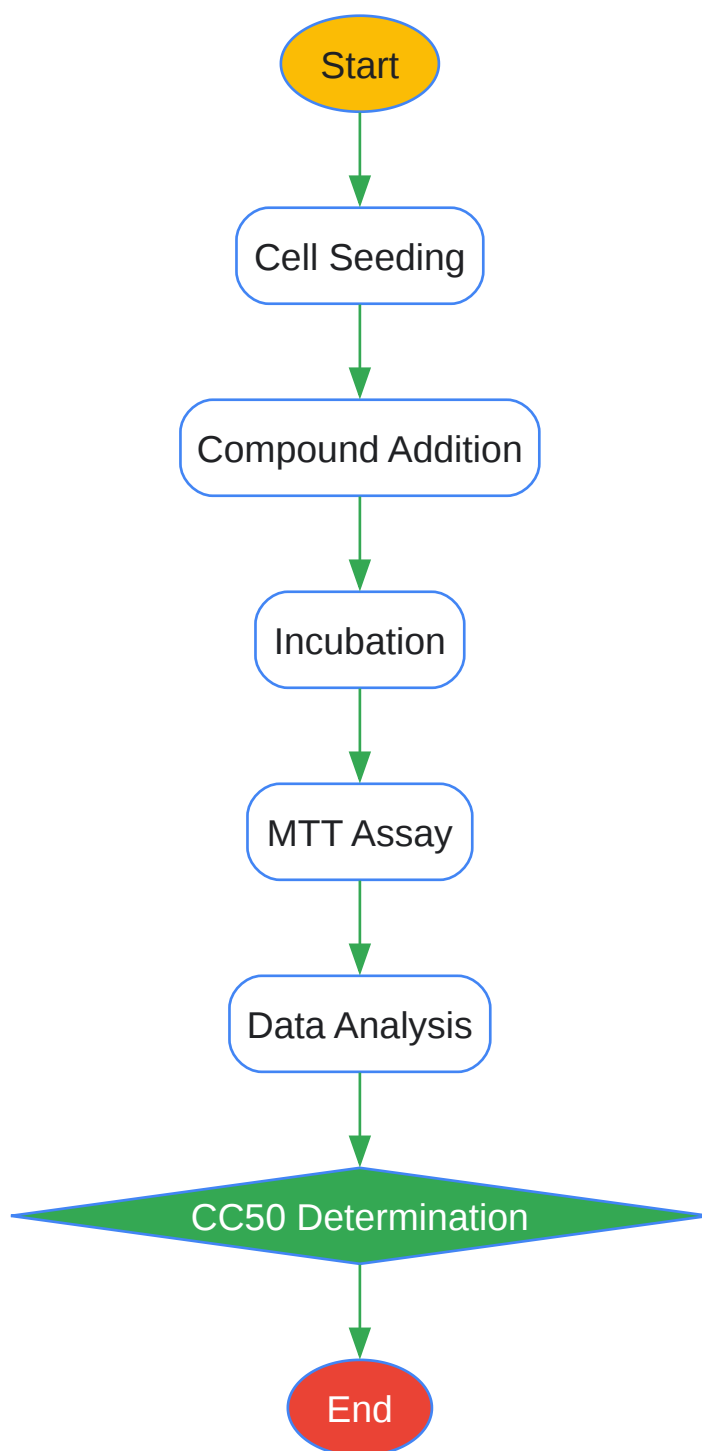 Start
Cell Seeding
Compound Addition
Incubation
MTT Assay
Data Analysis
CC50 Determination
End